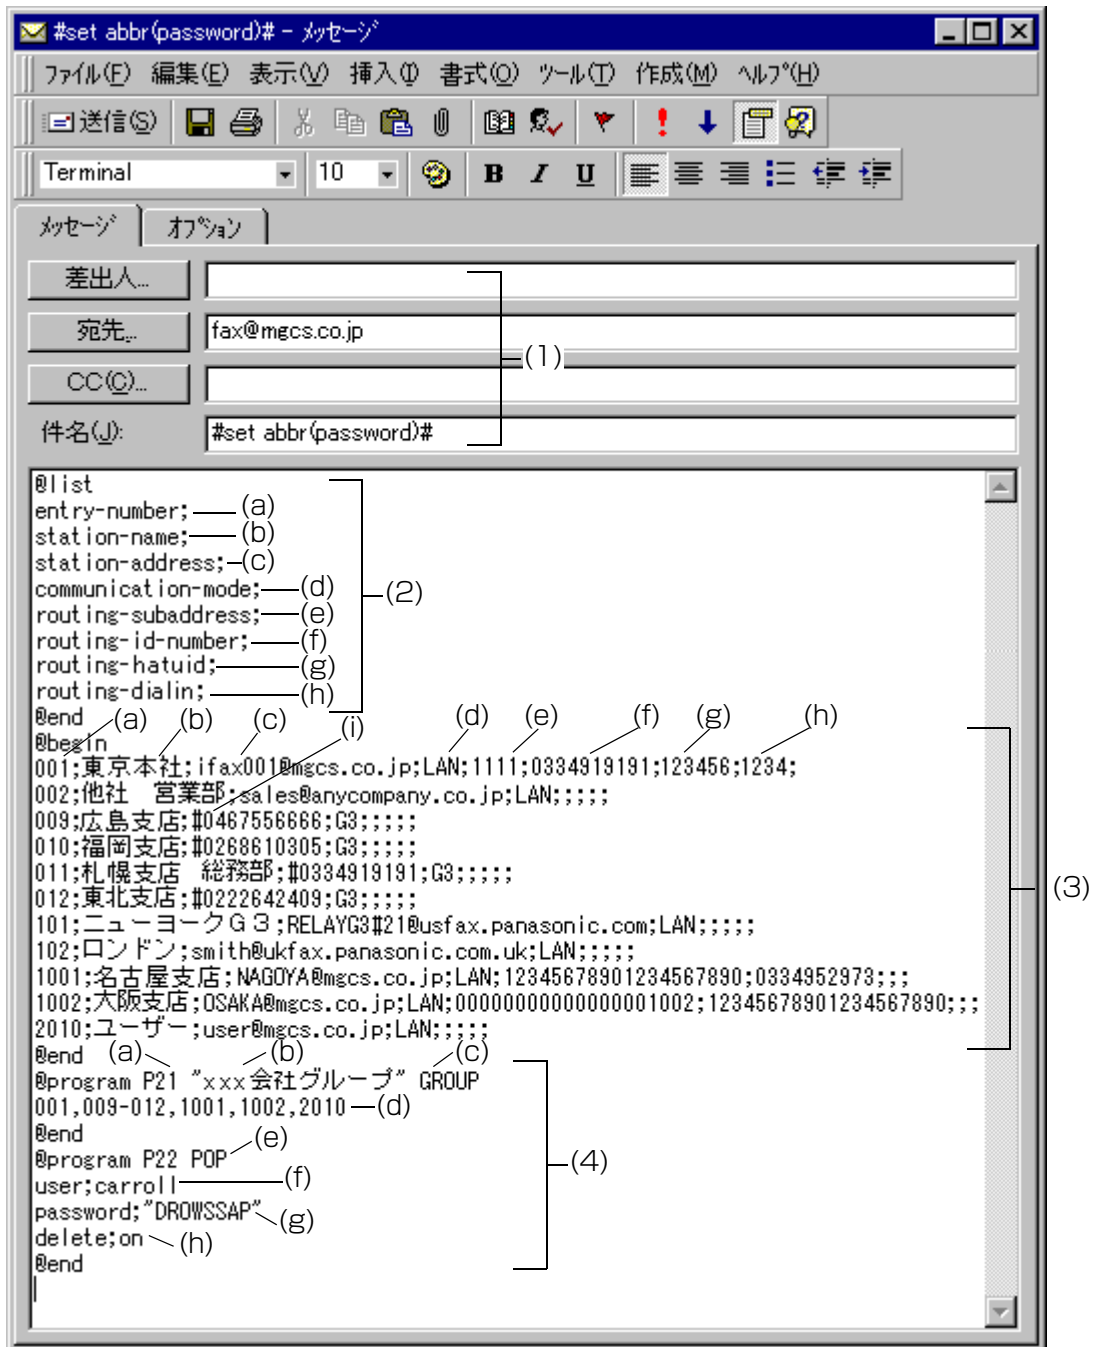 #set abbr(password)# - メッセージ
ファイル(F) 編集(E) 表示(V) 挿入(I) 書式(O) ツール(T) 作成(M) ヘルプ(H)
送信(S)
Terminal 10 B I U
メッセージ オプション
差出人...
宛先... fax@mgcs.co.jp
(1)
CC(C)...
件名(J): #set abbr(password)#
@list
entry-number; (a)
station-name; (b)
station-address; (c)
communication-mode; (d)
(2)
routing-subaddress; (e)
routing-id-number; (f)
routing-hatuid; (g)
routing-dialin; (h)
@end (a) (b) (c) (i) (d) (e) (f) (g) (h)
@begin
001;東京本社;ifax001@mgcs.co.jp;LAN;1111;0334919191;123456;1234;
002;他社　営業部;sales@anycompany.co.jp;LAN;;;;;
009;広島支店;#0467556666;G3;;;;;
010;福岡支店;#0268610305;G3;;;;;
011;札幌支店　総務部;#0334919191;G3;;;;;
012;東北支店;#0222642409;G3;;;;;
(3)
101;ニューヨークＧ３;RELAYG3#21@usfax.panasonic.com;LAN;;;;;
102;ロンドン;smith@ukfax.panasonic.com.uk;LAN;;;;;
1001;名古屋支店;NAGOYA@mgcs.co.jp;LAN;12345678901234567890;0334952973;;;
1002;大阪支店;OSAKA@mgcs.co.jp;LAN;00000000000000001002;12345678901234567890;;;
2010;ユーザー;user@mgcs.co.jp;LAN;;;;;
@end (a) (b) (c)
@program P21 "ｘｘｘ会社グループ" GROUP
001,009-012,1001,1002,2010 (d)
@end (e)
@program P22 POP
(4)
user;carroll (f)
password;"DROWSSAP" (g)
delete;on (h)
@end